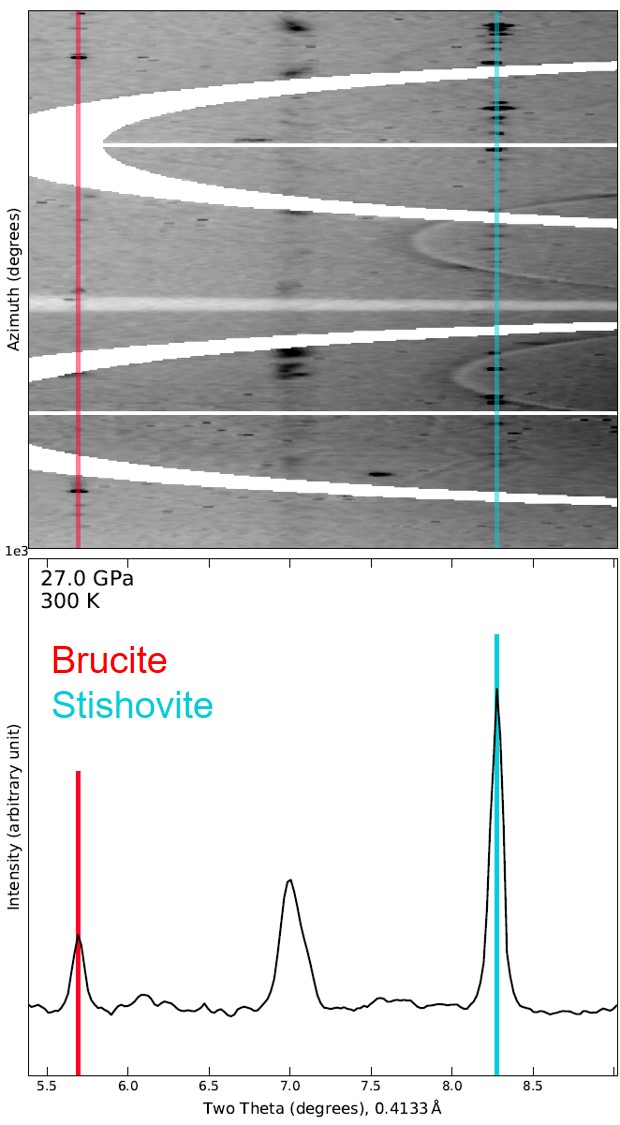 Azimuth (degrees)
1e3
27.0 GPa
300 K
Brucite
Stishovite
Intensity (arbitrary unit)
5.5 6.0 6.5 7.0 7.5 8.0 8.5
Two Theta (degrees), 0.4133 Å